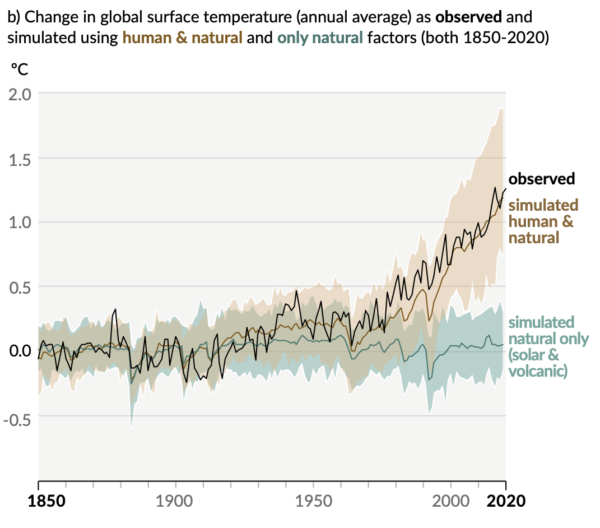 b) Change in global surface temperature (annual average) as observed and
simulated using human & natural and only natural factors (both 1850-2020)
ºC
2.0
1.5
1.0
0.5
0.0
-0.5
observed
simulated
human &
natural
simulated
natural only
(solar &
volcanic)
1850 1900 1950 2000 2020